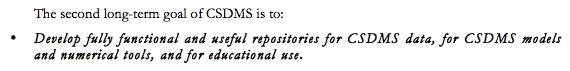 The second long-term goal of CSDMS is to:
• Develop fully functional and useful repositories for CSDMS data, for CSDMS models
and numerical tools, and for educational use.